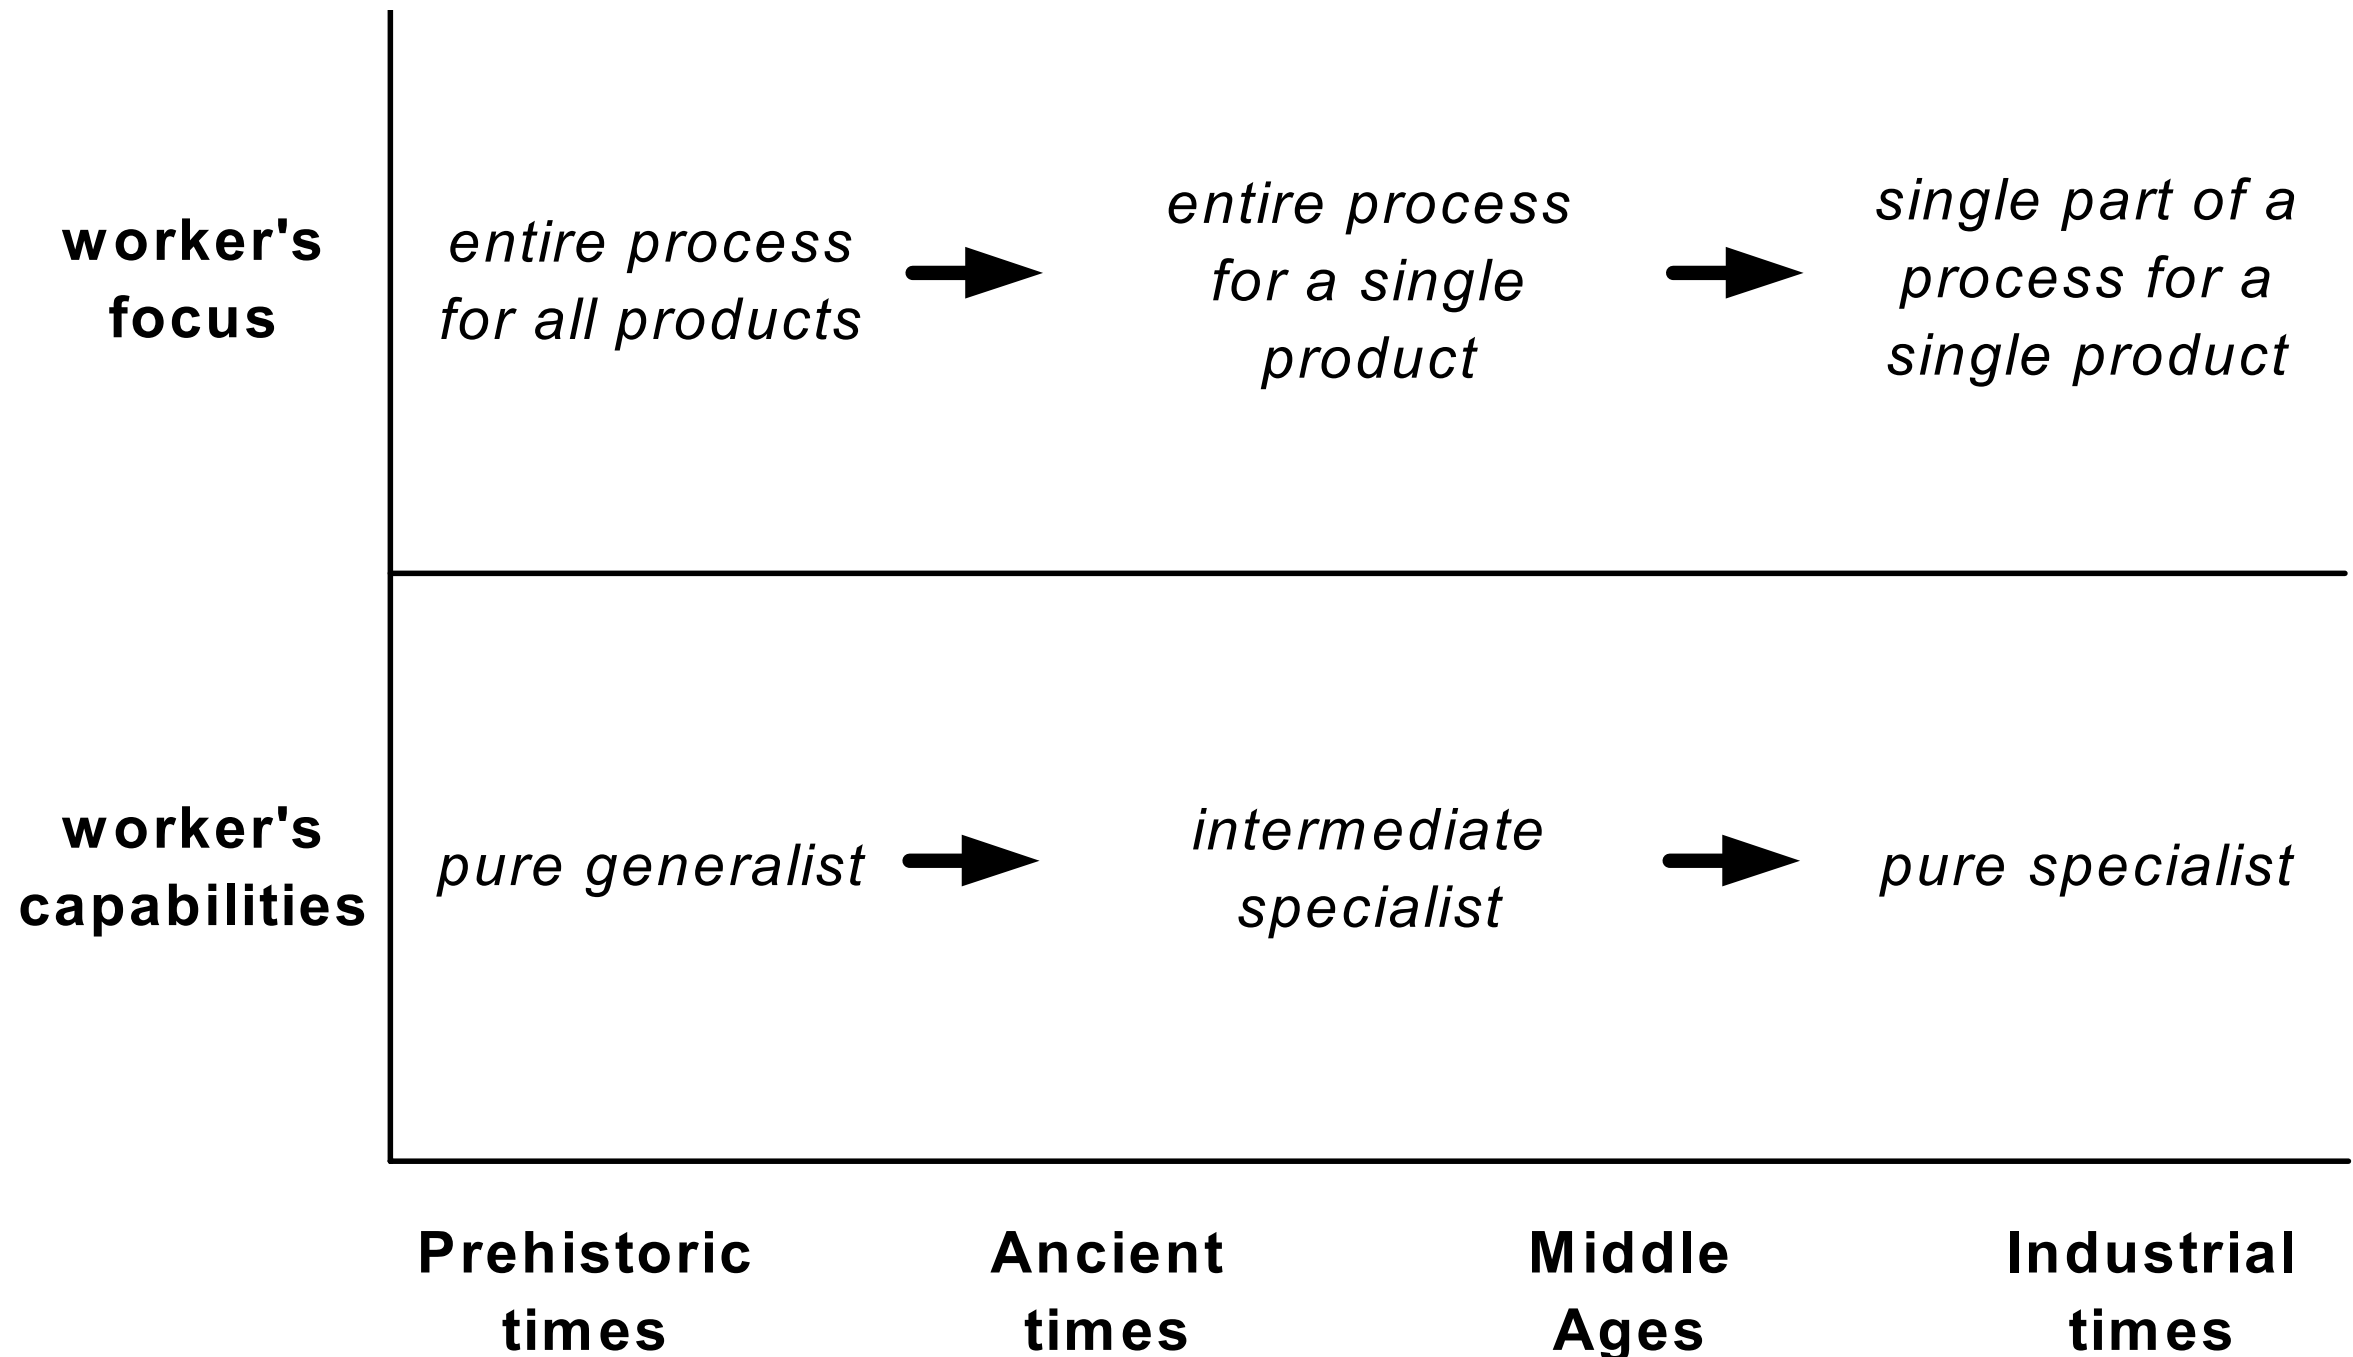 worker's
focus
entire process
for all products
entire process
for a single
product
single part of a
process for a
single product
worker's
capabilities
pure generalist
intermediate
specialist
pure specialist
Prehistoric
times
Ancient
times
Middle
Ages
Industrial
times